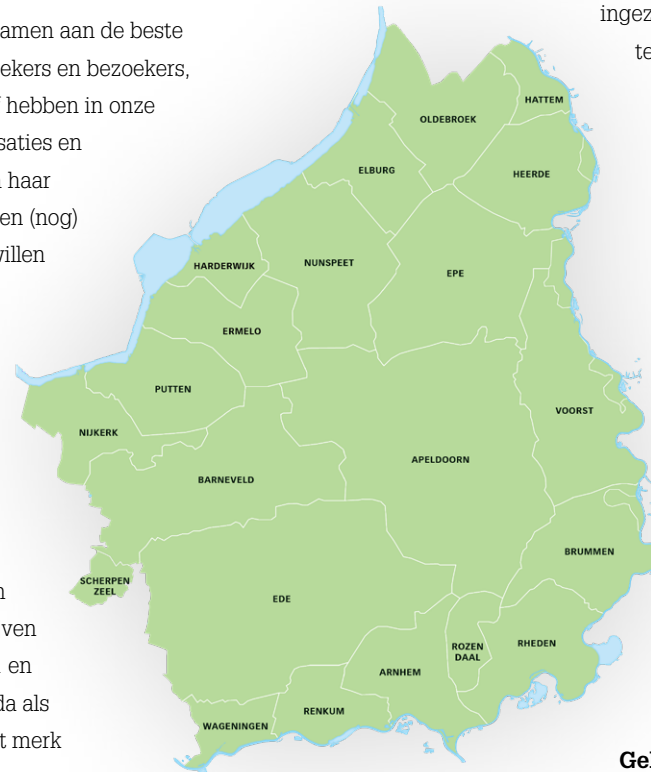 amen aan de beste
ekers en bezoekers,
hebben in onze
saties en
haar
en (nog)
villen
ven
en
da als
t merk
ingez
te
OLDEBROEK
HATTEM
ELBURG
HEERDE
HARDERWIJK
NUNSPEET
EPE
ERMELO
PUTTEN
VOORST
NIJKERK
APELDOORN
BARNEVELD
BRUMMEN
SCHERPEN
ZEEL
EDE
ROZEN
DAAL
RHEDEN
ARNHEM
RENKUM
WAGENINGEN
Gel